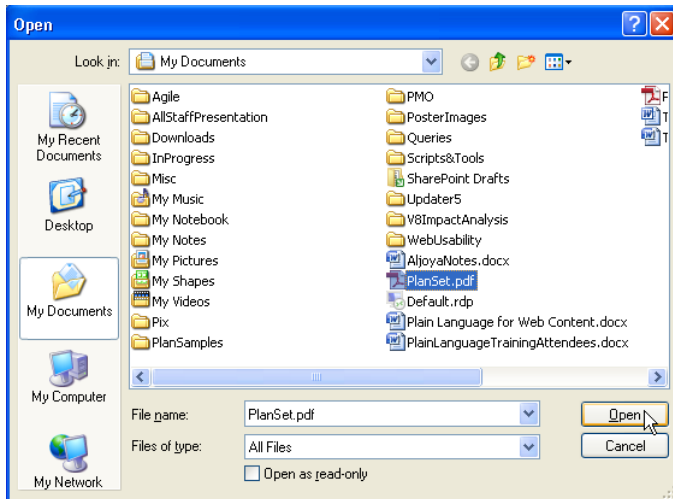 Open
Look in:
My Documents
My Recent
Documents
Desktop
My Documents
My Computer
My Network
Agile
AllStaffPresentation
Downloads
InProgress
Misc
My Music
My Notebook
My Notes
My Pictures
My Shapes
My Videos
Pix
PlanSamples
PMO
PosterImages
Queries
Scripts&Tools
SharePoint Drafts
Updater5
V8ImpactAnalysis
WebUsability
AljoyaNotes.docx
PlanSet.pdf
Default.rdp
Plain Language for Web Content.docx
PlainLanguageTrainingAttendees.docx
F
T
T
File name:
PlanSet.pdf
Open
Files of type:
All Files
Cancel
Open as read-only